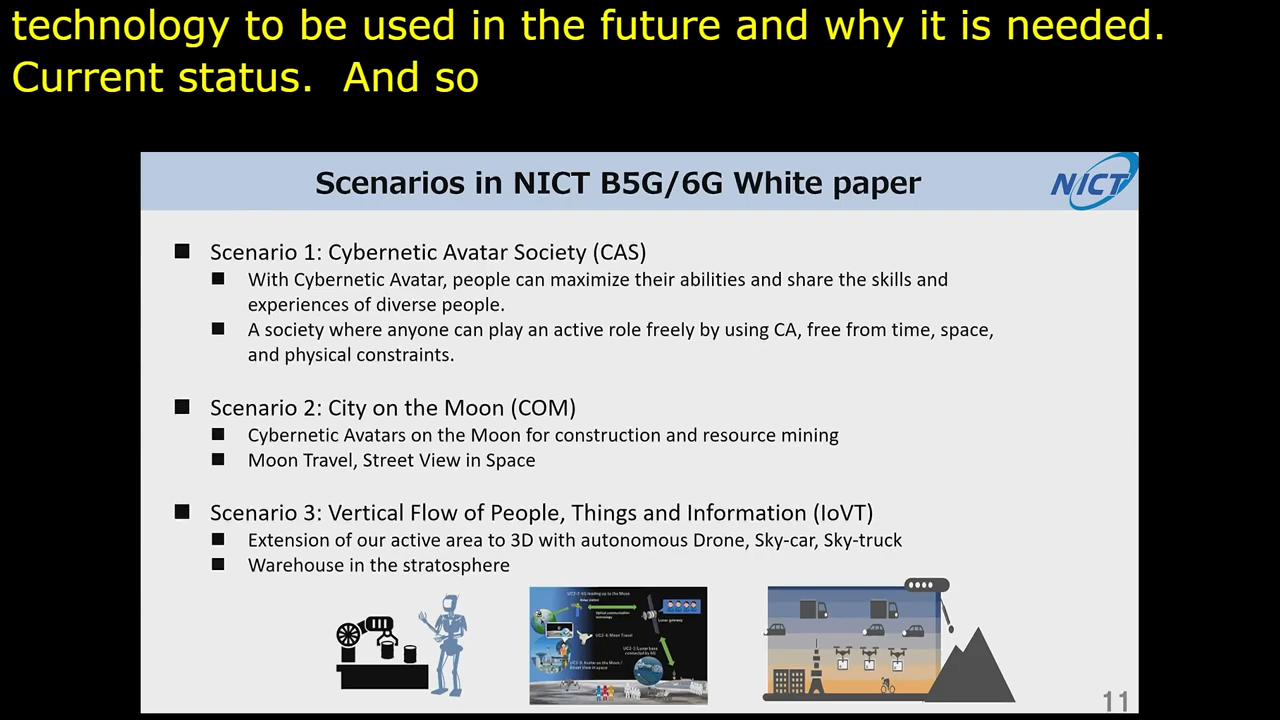 technology to be used in the future and why it is needed.
Current status.  And so
Scenarios in NICT B5G/6G White paper
NICT
Scenario 1: Cybernetic Avatar Society (CAS)
With Cybernetic Avatar, people can maximize their abilities and share the skills and
experiences of diverse people.
A society where anyone can play an active role freely by using CA, free from time, space,
and physical constraints.
Scenario 2: City on the Moon (COM)
Cybernetic Avatars on the Moon for construction and resource mining
Moon Travel, Street View in Space
Scenario 3: Vertical Flow of People, Things and Information (IoVT)
Extension of our active area to 3D with autonomous Drone, Sky-car, Sky-truck
Warehouse in the stratosphere
Optical communication
technology
Lunar gateway
11